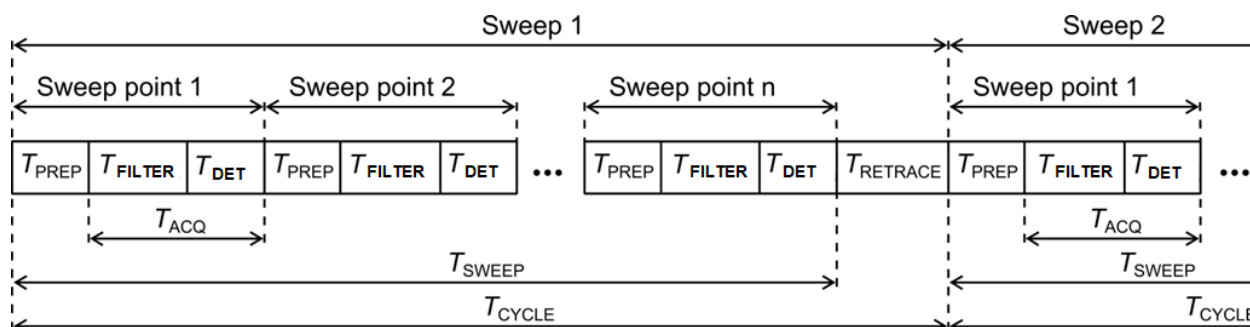 Sweep 1 Sweep 2
Sweep point 1 Sweep point 2 Sweep point n Sweep point 1
TPREP TFILTER TDET TPREP TFILTER TDET ••• TPREP TFILTER TDET TRETRACE TPREP TFILTER TDET •••
TACQ TACQ
TSWEEP TSWEEP
TCYCLE TCYCLE